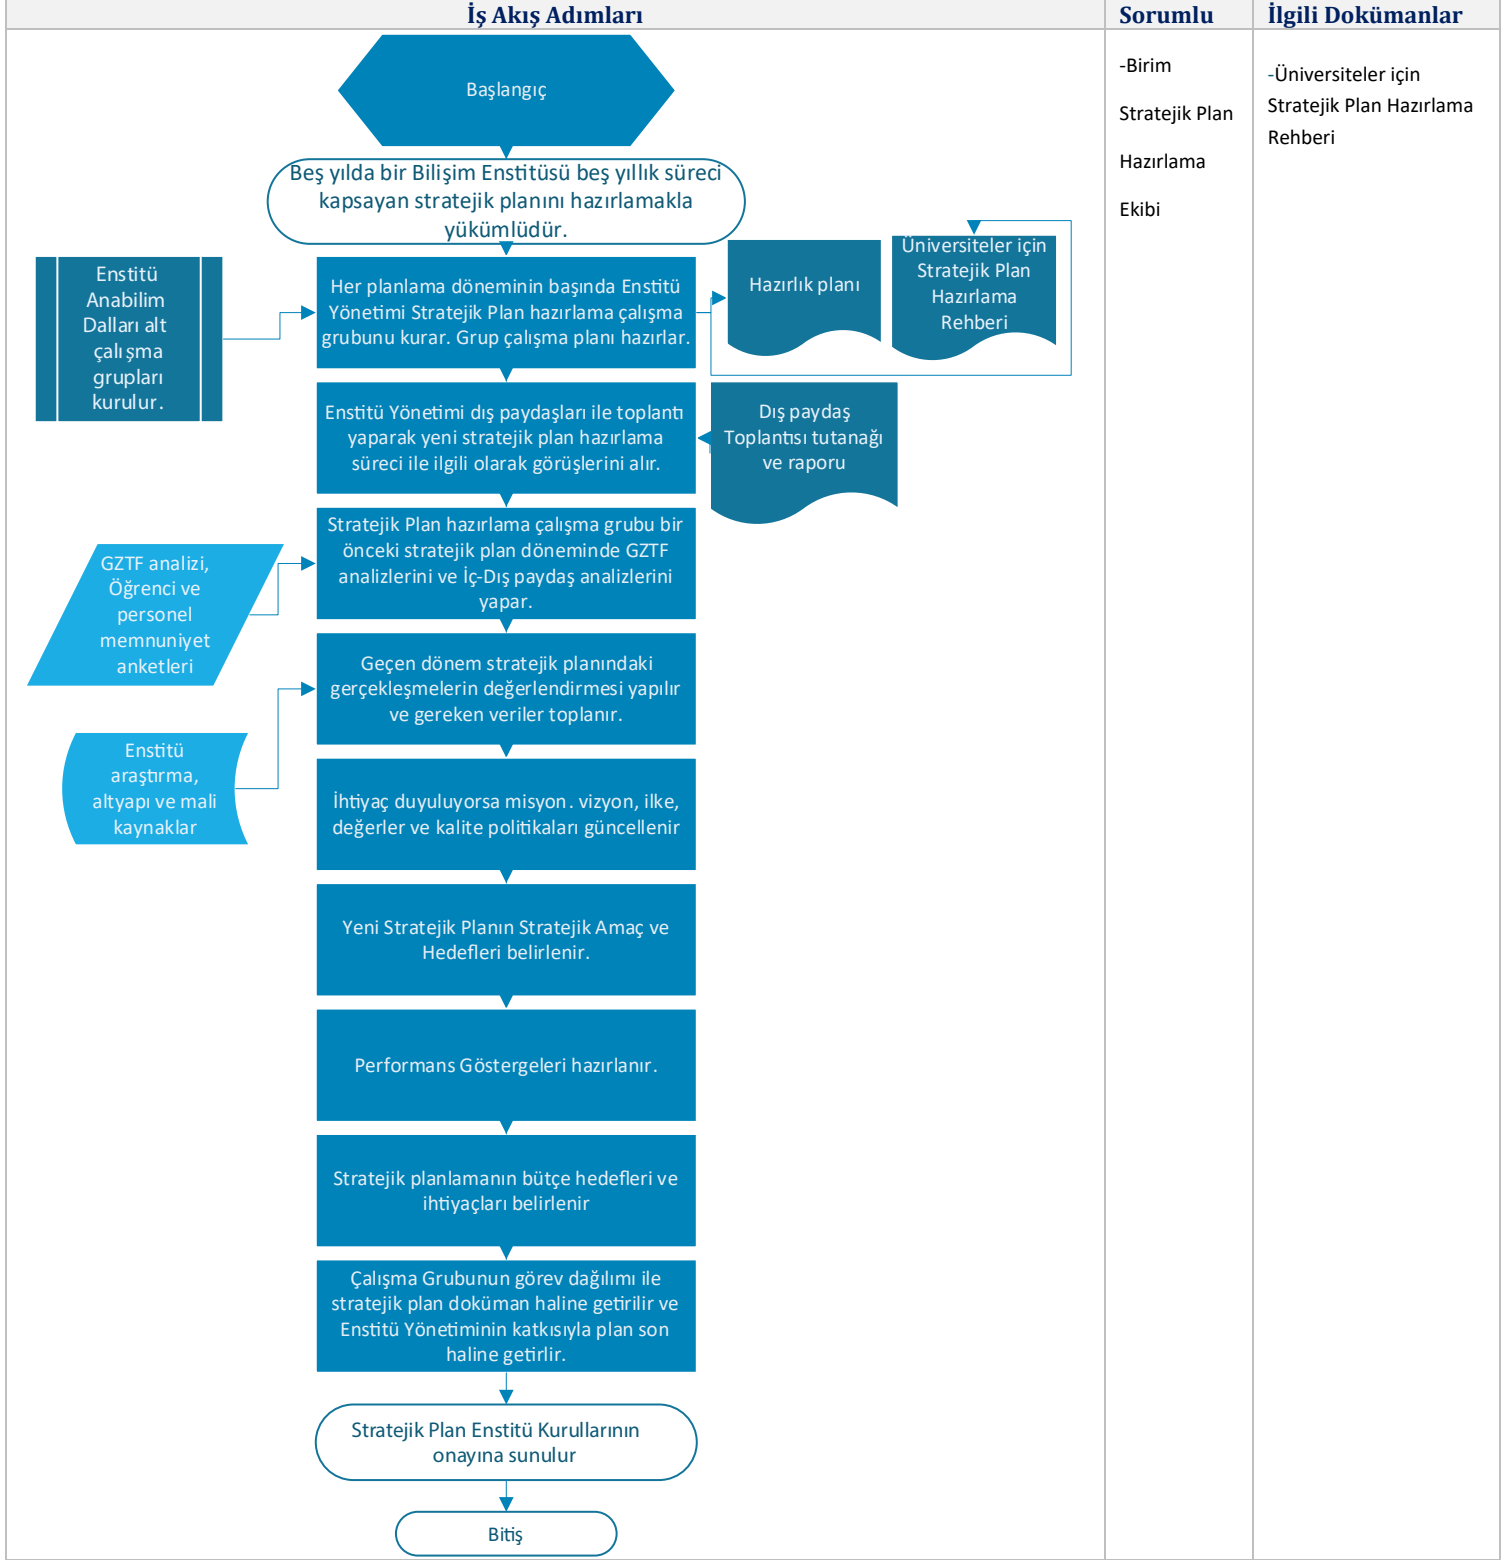 İş Akış Adımları
Sorumlu
İlgili Dokümanlar
Başlangıç
Beş yılda bir Bilişim Enstitüsü beş yıllık süreci
kapsayan stratejik planını hazırlamakla
yükümlüdür.
Enstitü
Anabilim
Dalları alt
çalışma
grupları
kurulur.
Her planlama döneminin başında Enstitü
Yönetimi Stratejik Plan hazırlama çalışma
grubunu kurar. Grup çalışma planı hazırlar.
Hazırlık planı
Üniversiteler için
Stratejik Plan
Hazırlama
Rehberi
Enstitü Yönetimi dış paydaşları ile toplantı
yaparak yeni stratejik plan hazırlama
süreci ile ilgili olarak görüşlerini alır.
Dış paydaş
Toplantısı tutanağı
ve raporu
GZTF analizi,
Öğrenci ve
personel
memnuniyet
anketleri
Stratejik Plan hazırlama çalışma grubu bir
önceki stratejik plan döneminde GZTF
analizlerini ve İç-Dış paydaş analizlerini
yapar.
Geçen dönem stratejik planındaki
gerçekleşmelerin değerlendirmesi yapılır
ve gereken veriler toplanır.
Enstitü
araştırma,
altyapı ve mali
kaynaklar
İhtiyaç duyuluyorsa misyon. vizyon, ilke,
değerler ve kalite politikaları güncellenir
Yeni Stratejik Planın Stratejik Amaç ve
Hedefleri belirlenir.
Performans Göstergeleri hazırlanır.
Stratejik planlamanın bütçe hedefleri ve
ihtiyaçları belirlenir
Çalışma Grubunun görev dağılımı ile
stratejik plan doküman haline getirilir ve
Enstitü Yönetiminin katkısıyla plan son
haline getirlir.
Stratejik Plan Enstitü Kurullarının
onayına sunulur
Bitiş
-Birim
Stratejik Plan
Hazırlama
Ekibi
-Üniversiteler için
Stratejik Plan Hazırlama
Rehberi